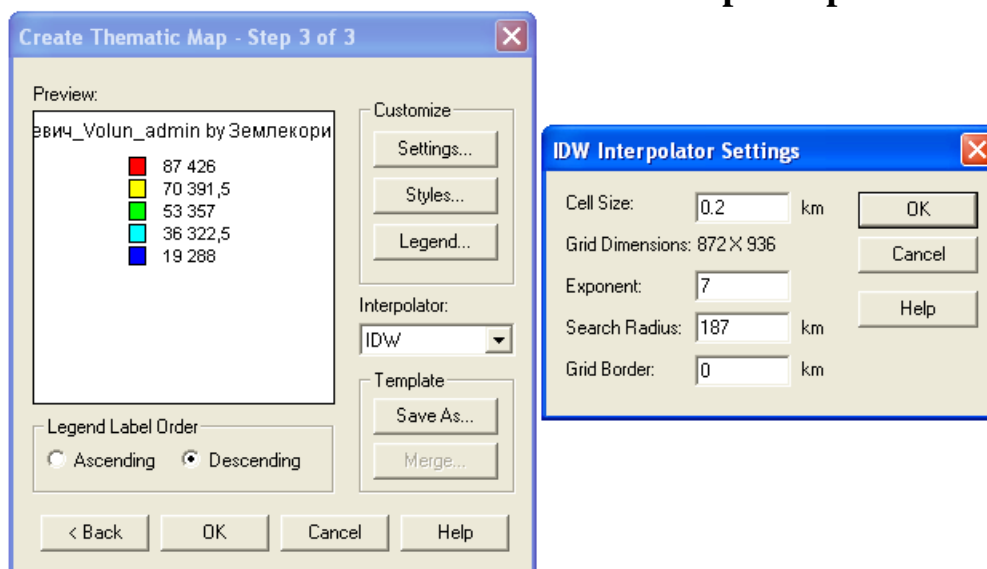 Create Thematic Map - Step 3 of 3
Preview:
евич_Volun_admin by Землекори
87 426
70 391,5
53 357
36 322,5
19 288
Customize
Settings...
Styles...
Legend...
Interpolator:
IDW
Template
Save As...
Merge...
Legend Label Order
Ascending Descending
< Back OK Cancel Help
IDW Interpolator Settings
Cell Size: 0.2 km OK
Grid Dimensions: 872 X 936 Cancel
Exponent: 7
Search Radius: 187 km Help
Grid Border: 0 km